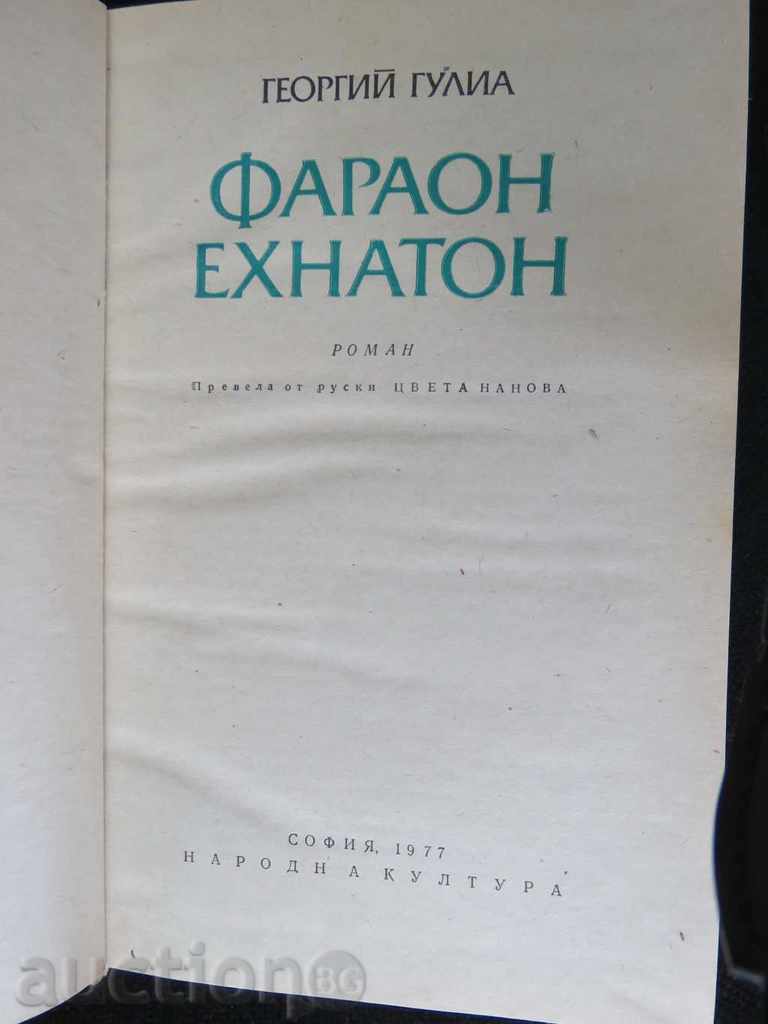 ГЕОРГИЙ ГУЛИА
ФАРАОН
ЕХНАТОН
РОМАН
Превела от руски ЦВЕТА НАНОВА
СОФИЯ, 1977
НАРОДНА КУЛТУРА
auction BG